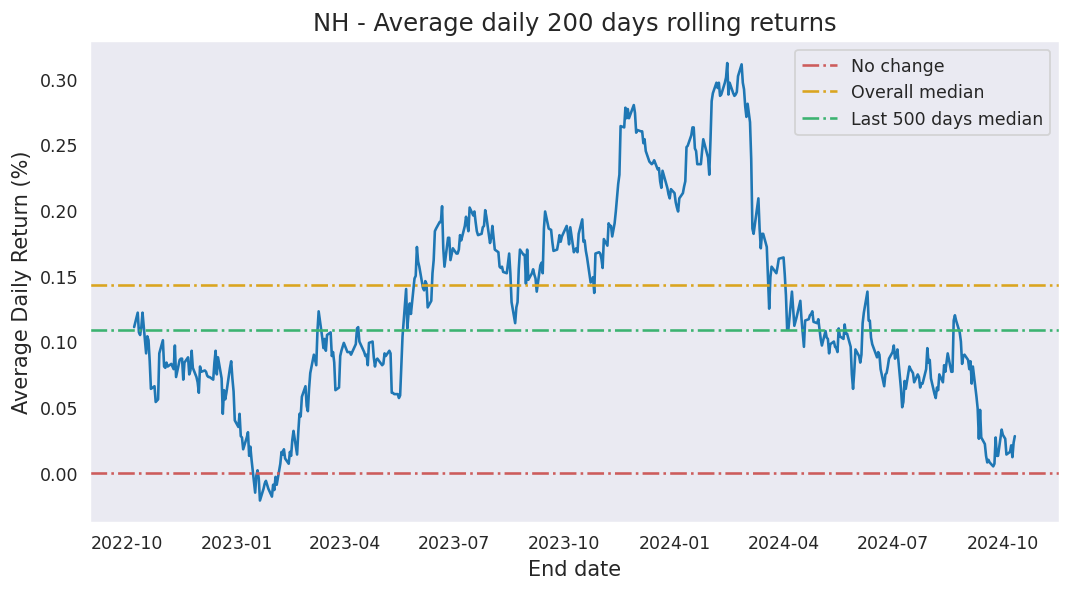 NH - Average daily 200 days rolling returns
No change
Overall median
Last 500 days median
Average Daily Return (%)
0.30
0.25
0.20
0.15
0.10
0.05
0.00
2022-10 2023-01 2023-04 2023-07 2023-10 2024-01 2024-04 2024-07 2024-10
End date